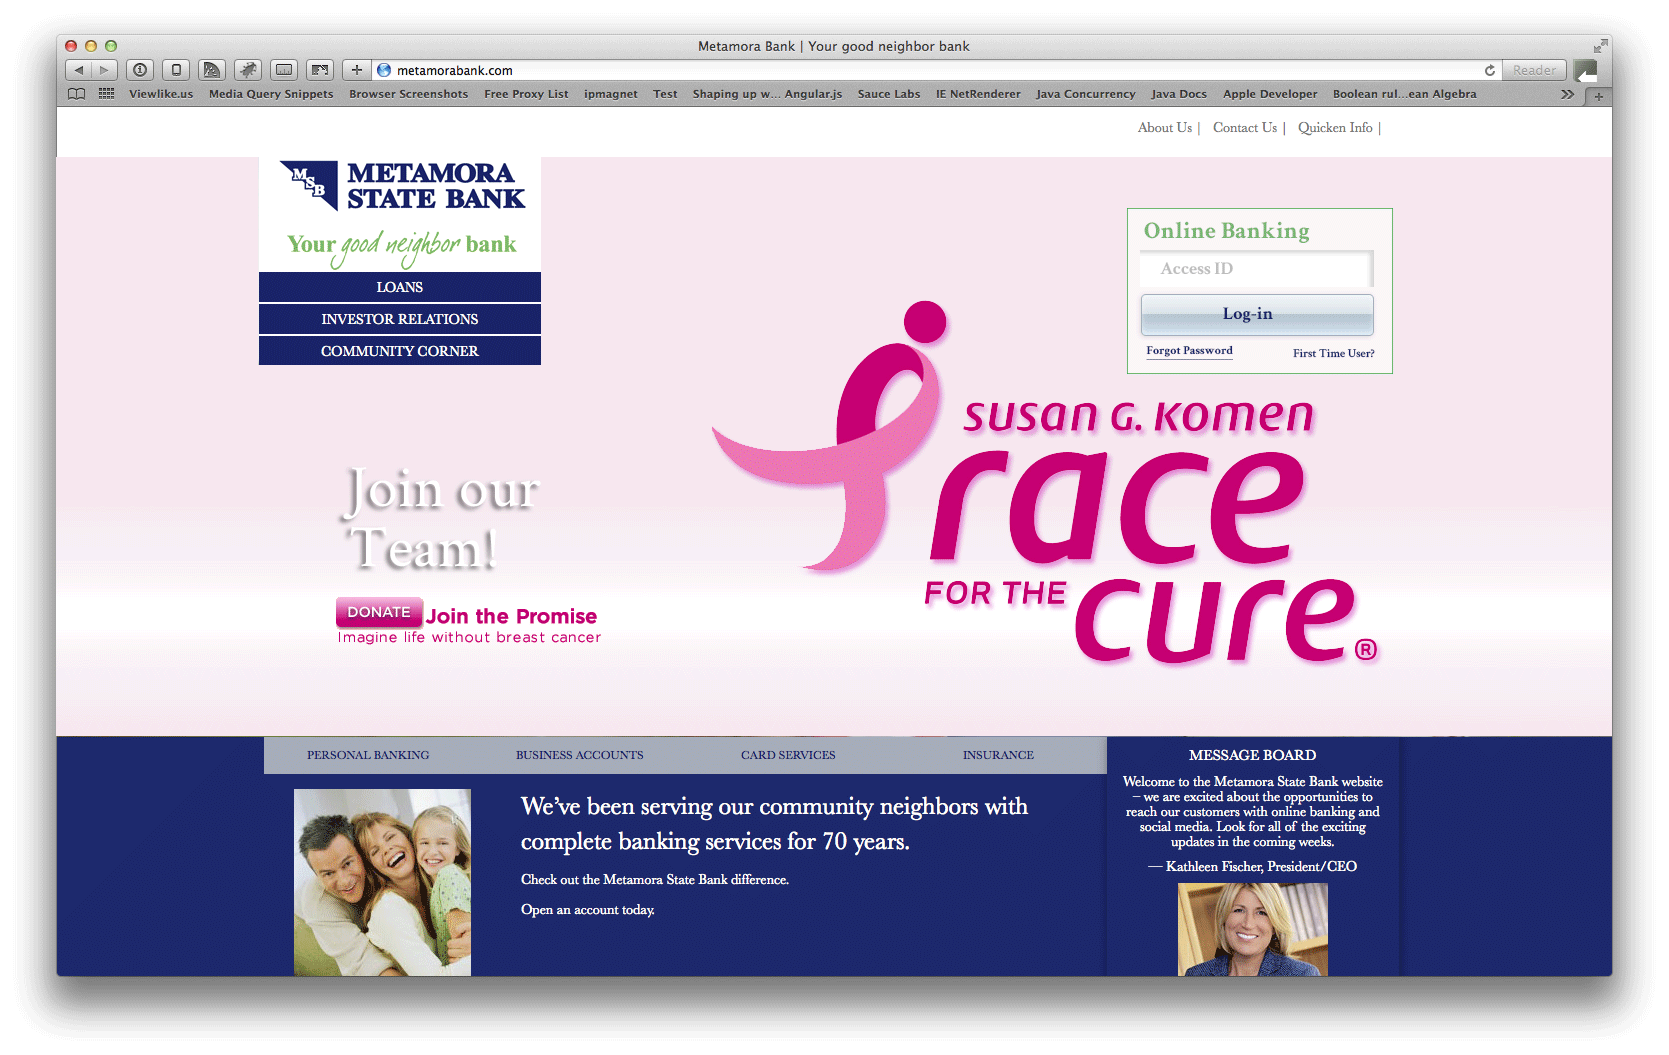 Metamora Bank | Your good neighbor bank
metamorabank.com
Reader
Viewlike.us Media Query Snippets Browser Screenshots Free Proxy List ipmagnet Test Shaping up w... Angular.js Sauce Labs IE NetRenderer Java Concurrency Java Docs Apple Developer Boolean rul...ean Algebra
About Us | Contact Us | Quicken Info |
MSB
METAMORA
STATE BANK
Your good neighbor bank
LOANS
INVESTOR RELATIONS
COMMUNITY CORNER
Online Banking
Access ID
Log-in
Forgot Password First Time User?
Join our
Team!
DONATE Join the Promise
Imagine life without breast cancer
SUSAN G. KOMEN
race
FOR THE cure®
PERSONAL BANKING BUSINESS ACCOUNTS CARD SERVICES INSURANCE
We've been serving our community neighbors with
complete banking services for 70 years.
Check out the Metamora State Bank difference.
Open an account today.
MESSAGE BOARD
Welcome to the Metamora State Bank website
– we are excited about the opportunities to
reach our customers with online banking and
social media. Look for all of the exciting
updates in the coming weeks.
— Kathleen Fischer, President/CEO